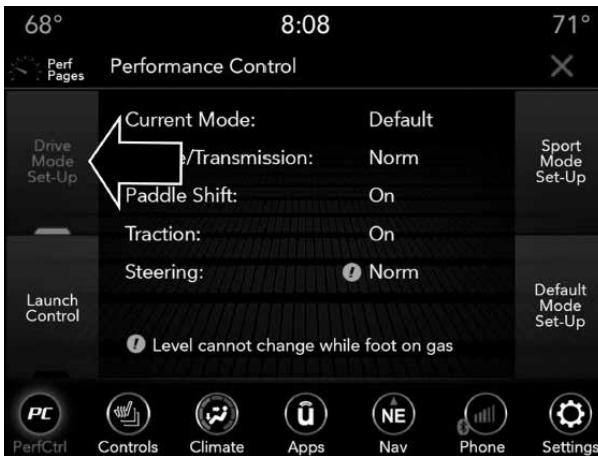 68° 8:08 71°
Perf
Pages
Performance Control
Drive
Mode
Set-Up
Launch
Control
Current Mode: Default
e/Transmission: Norm
Paddle Shift: On
Traction: On
Steering: ! Norm
! Level cannot change while foot on gas
Sport
Mode
Set-Up
Default
Mode
Set-Up
PC
PerfCtrl
Controls
Climate
Apps
NE
Nav
Phone
Settings